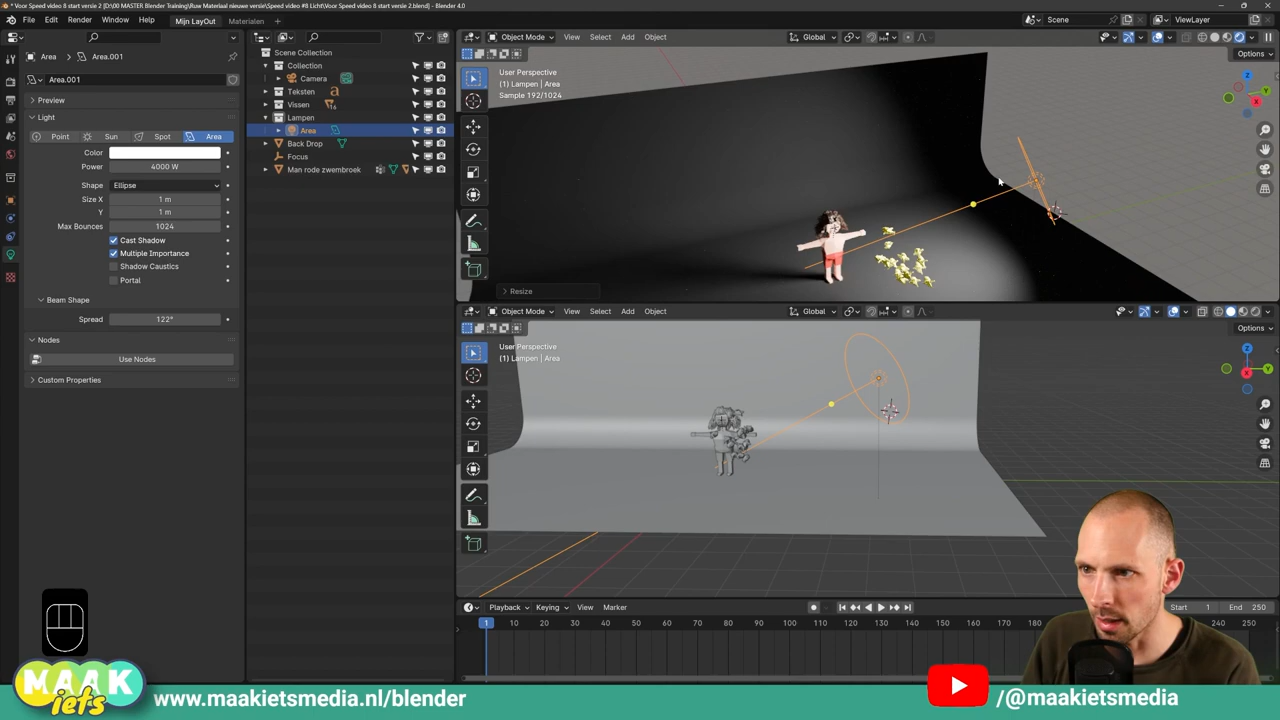 * Voor Speed video 8 start versie 2 [D:\00 MASTER Blender Training\Ruw Materiaal nieuwe versie\Speed video #8 Licht\Voor Speed video 8 start versie 2.blend] - Blender 4.0
File Edit Render Window Help Mijn LayOut Materialen
Scene
ViewLayer
Area Area.001
Area.001
Preview
Light
Point Sun Spot Area
Color
Power 4000 W
Shape Ellipse
Size X 1 m
Y 1 m
Max Bounces 1024
Cast Shadow
Multiple Importance
Shadow Caustics
Portal
Beam Shape
Spread 122°
Nodes
Use Nodes
Custom Properties
Scene Collection
Collection
Camera
Teksten
Vissen
Lampen
Area
Back Drop
Focus
Man rode zwembroek
Object Mode View Select Add Object Global
Options
User Perspective
(1) Lampen | Area
Sample 192/1024
Resize
Object Mode View Select Add Object Global
Options
User Perspective
(1) Lampen | Area
Playback Keying View Marker
1 Start 1 End 250
1 10 20 30 40 50 60 70 80 90 100 110 120 130 140 150 160 170 180 240 250
MAAK
iets
www.maakietsmedia.nl/blender
/@maakietsmedia